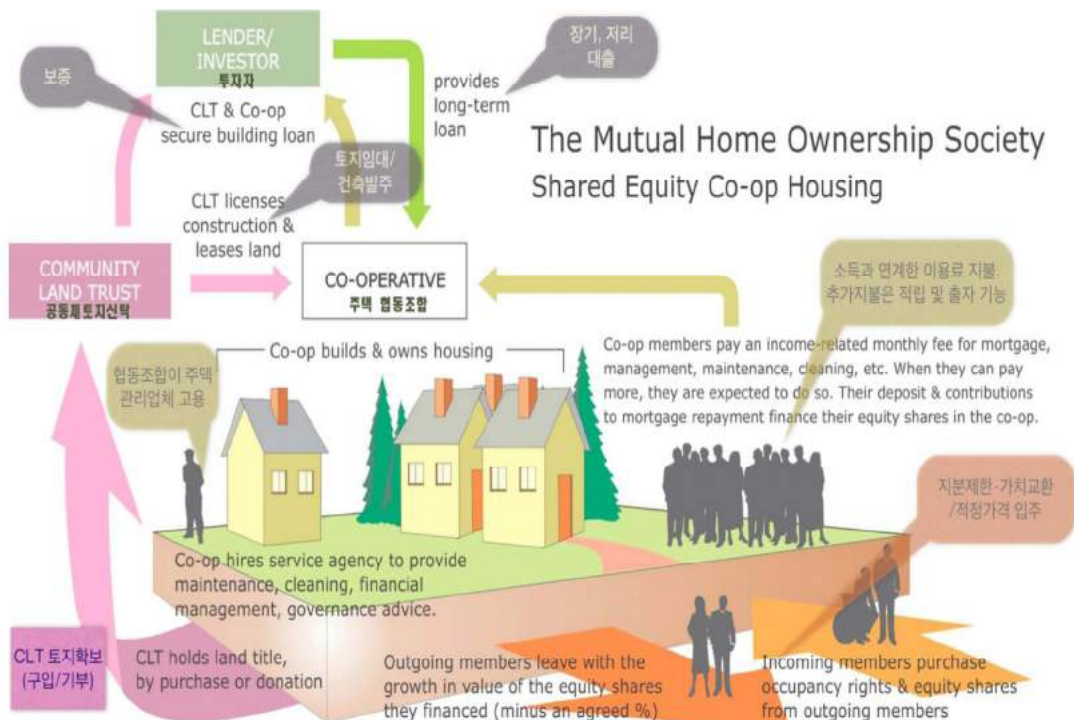 LENDER/
INVESTOR
투자자
보증
장기, 저리
대출
CLT & Co-op
secure building loan
provides
long-term
loan
The Mutual Home Ownership Society
Shared Equity Co-op Housing
토지임대/
건축발주
CLT licenses
construction &
leases land
COMMUNITY
LAND TRUST
공동체토지신탁
CO-OPERATIVE
주택 협동조합
소득과 연계한 이용료 지불.
추가지불은 적립 및 출자 기능
Co-op builds & owns housing
Co-op members pay an income-related monthly fee for mortgage,
management, maintenance, cleaning, etc. When they can pay
more, they are expected to do so. Their deposit & contributions
to mortgage repayment finance their equity shares in the co-op.
협동조합이 주택
관리업체 고용
지분제한-가치교환
/적정가격 입주
Co-op hires service agency to provide
maintenance, cleaning, financial
management, governance advice.
CLT 토지확보
(구입/기부)
CLT holds land title,
by purchase or donation
Outgoing members leave with the
growth in value of the equity shares
they financed (minus an agreed %)
Incoming members purchase
occupancy rights & equity shares
from outgoing members